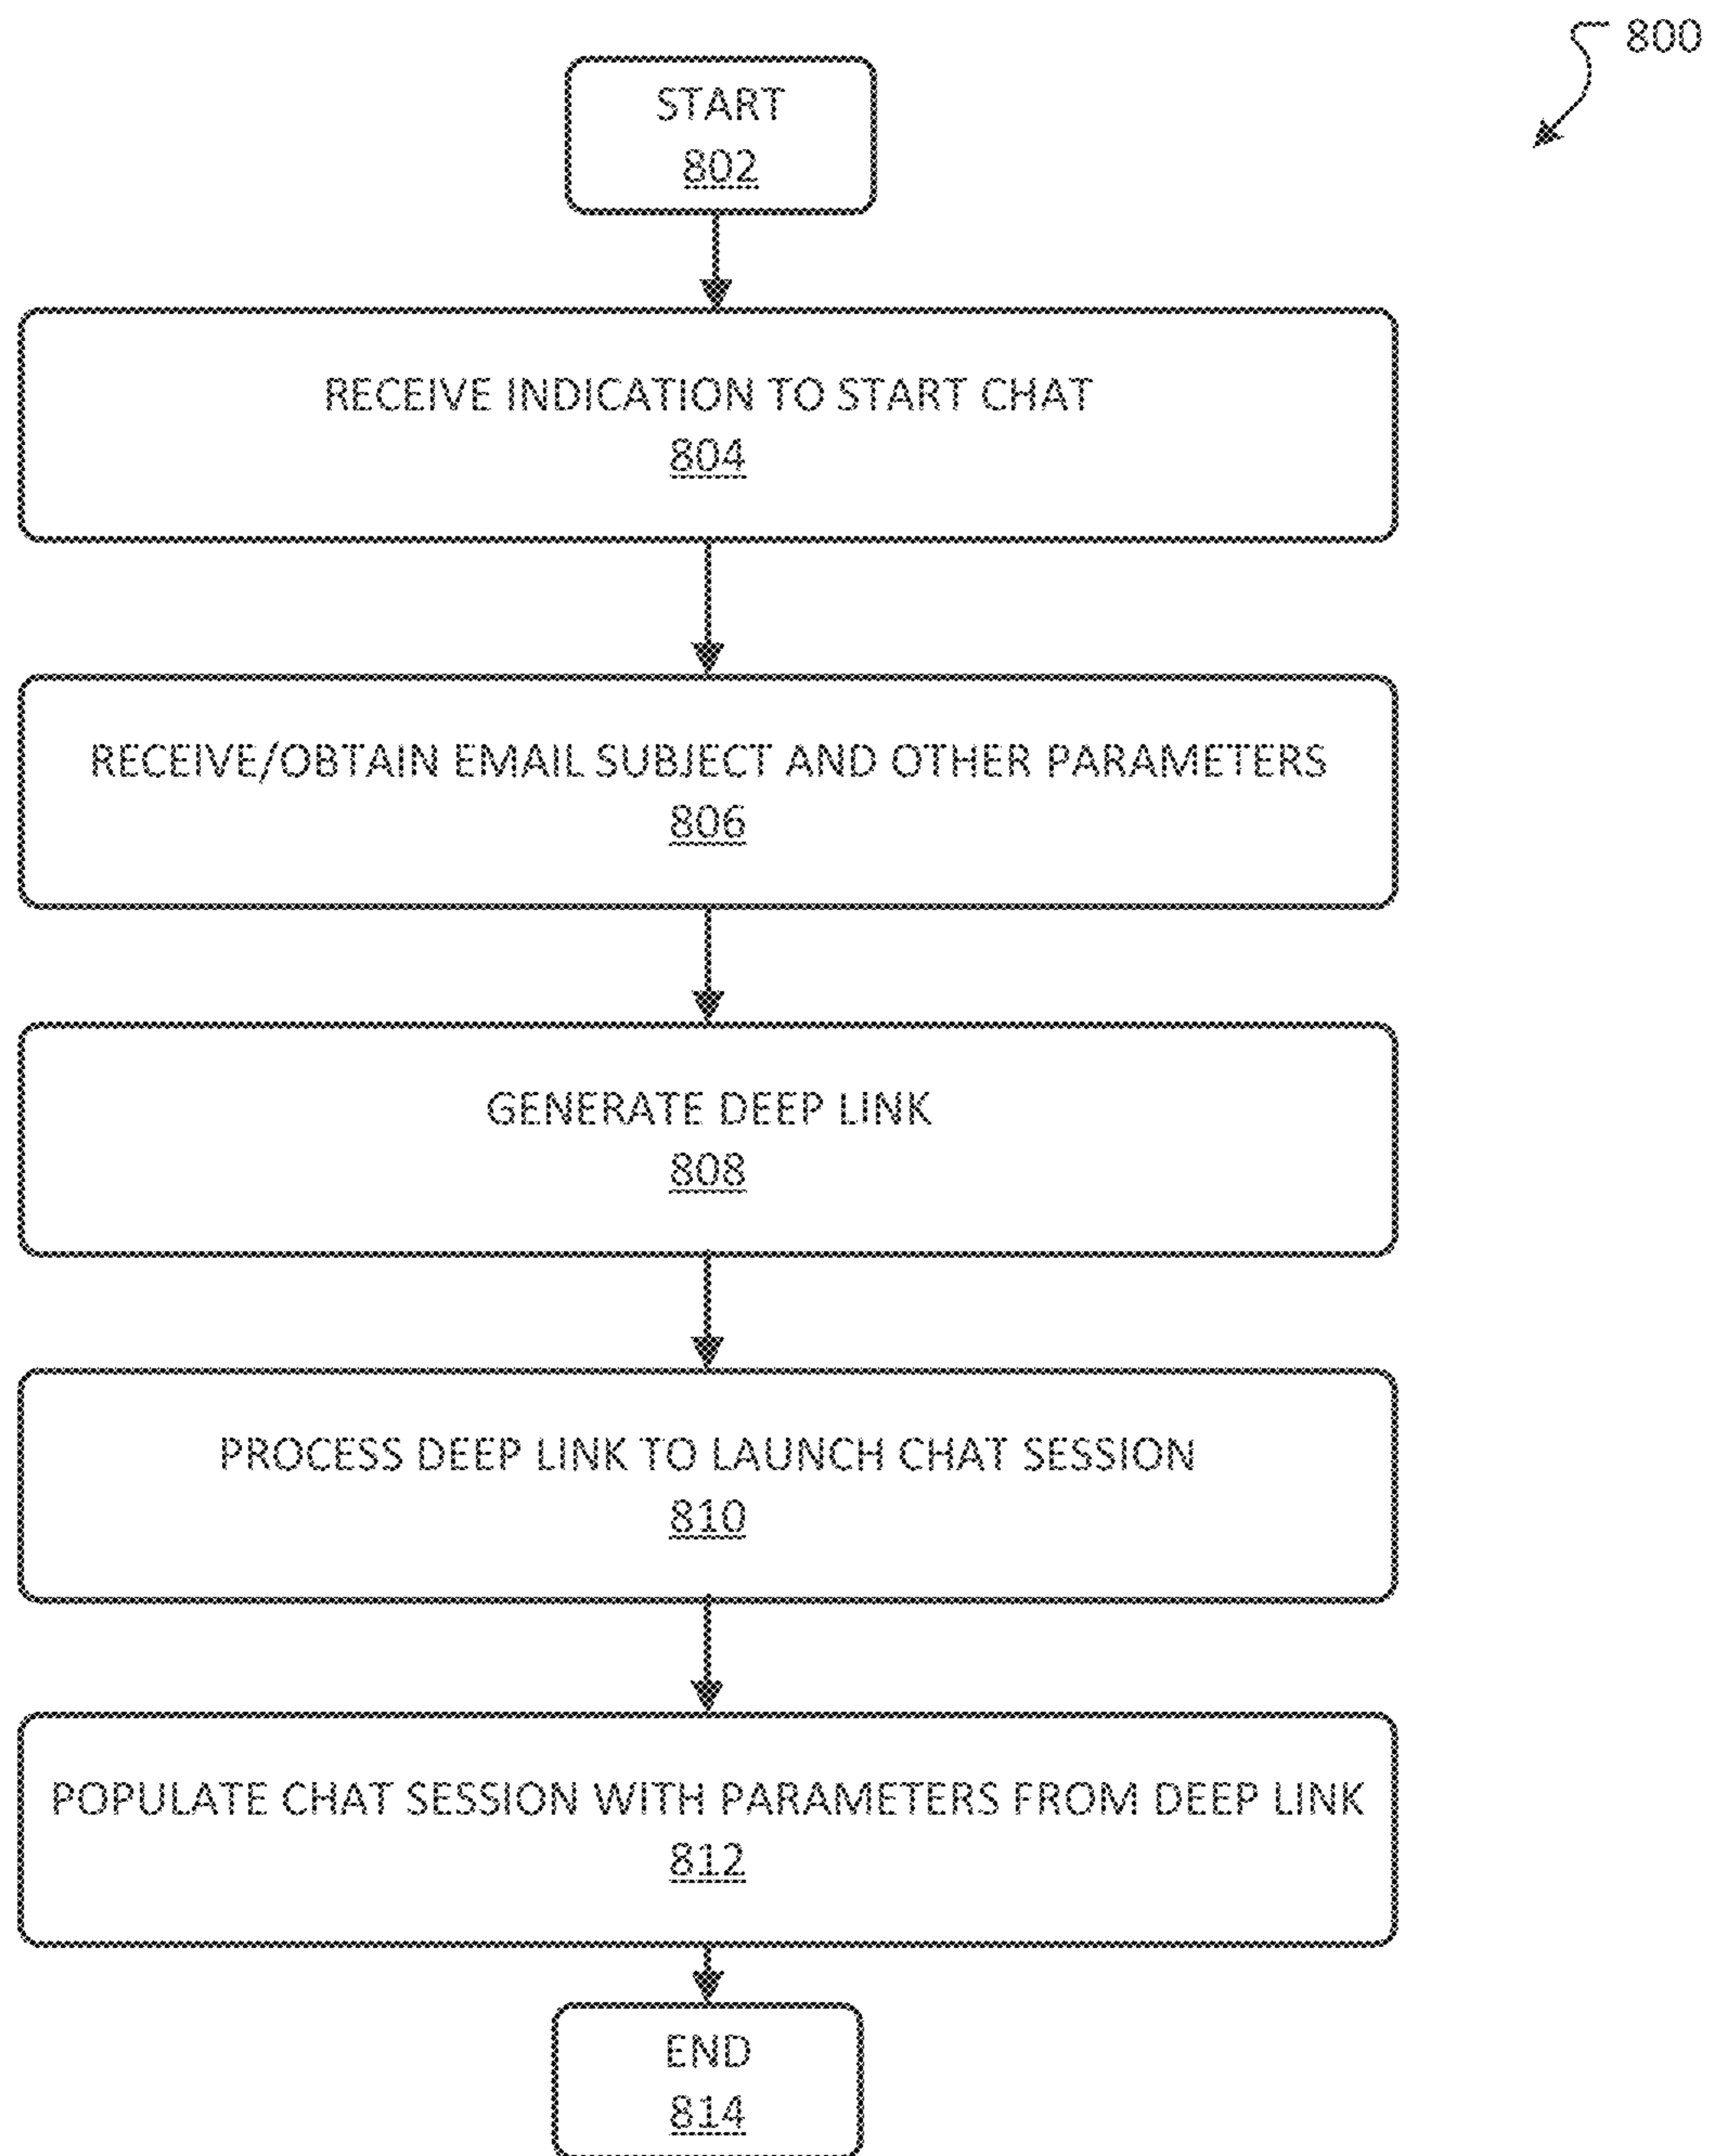 800
START
802
RECEIVE INDICATION TO START CHAT
804
RECEIVE/OBTAIN EMAIL SUBJECT AND OTHER PARAMETERS
806
GENERATE DEEP LINK
808
PROCESS DEEP LINK TO LAUNCH CHAT SESSION
810
POPULATE CHAT SESSION WITH PARAMETERS FROM DEEP LINK
812
END
814